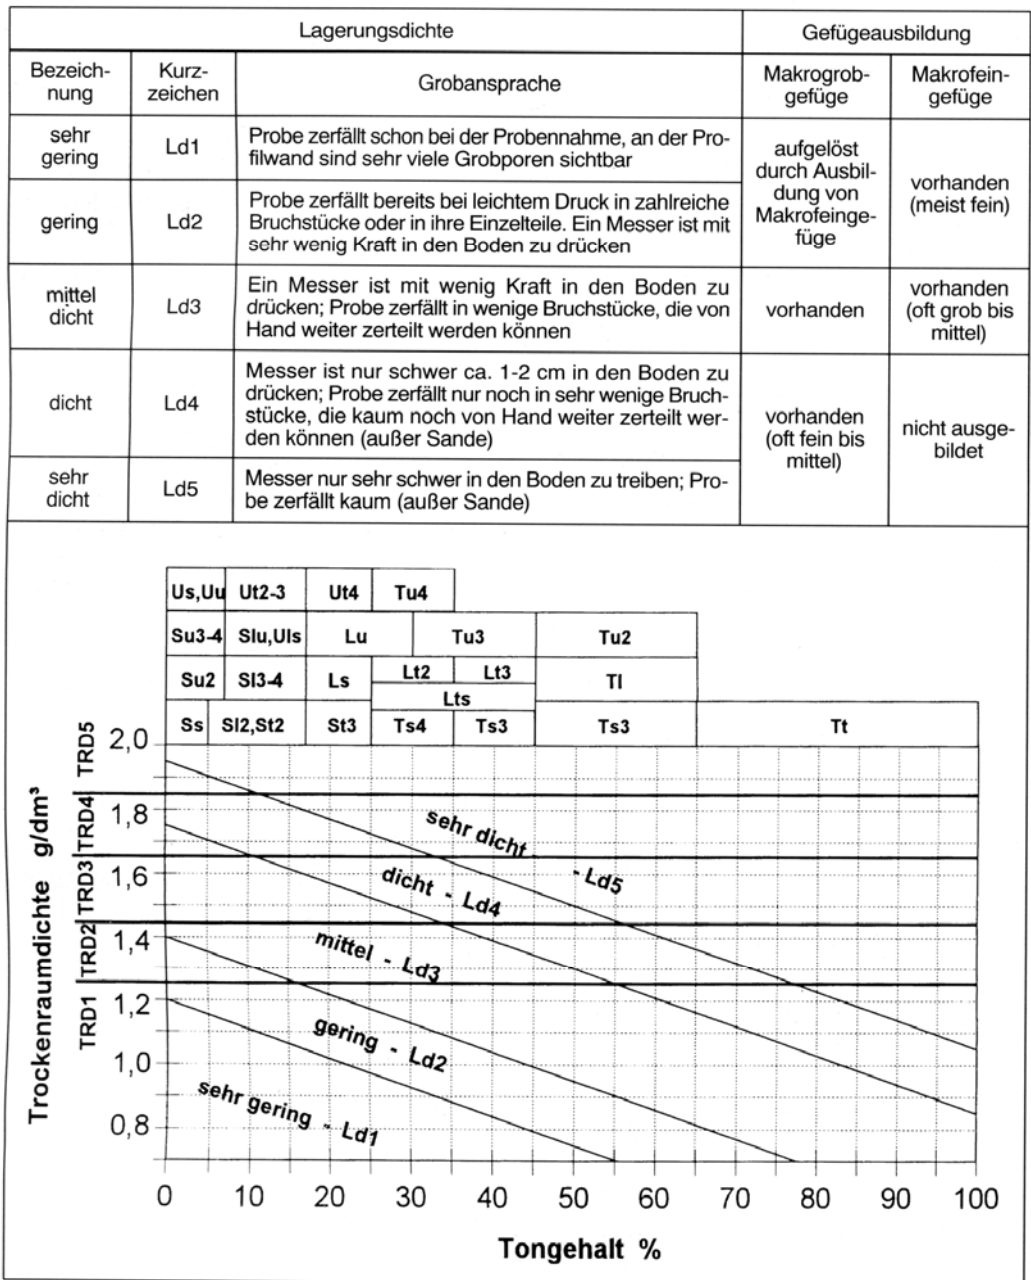 Lagerungsdichte
Gefügeausbildung
Bezeich-
nung
Kurz-
zeichen
Grobansprache
Makrogrob-
gefüge
Makrofein-
gefüge
sehr
gering
Ld1
Probe zerfällt schon bei der Probennahme, an der Pro-
filwand sind sehr viele Grobporen sichtbar
aufgelöst
durch Ausbil-
dung von
Makrofeinge-
füge
vorhanden
(meist fein)
gering
Ld2
Probe zerfällt bereits bei leichtem Druck in zahlreiche
Bruchstücke oder in ihre Einzelteile. Ein Messer ist mit
sehr wenig Kraft in den Boden zu drücken
mittel
dicht
Ld3
Ein Messer ist mit wenig Kraft in den Boden zu
drücken; Probe zerfällt in wenige Bruchstücke, die von
Hand weiter zerteilt werden können
vorhanden
vorhanden
(oft grob bis
mittel)
dicht
Ld4
Messer ist nur schwer ca. 1-2 cm in den Boden zu
drücken; Probe zerfällt nur noch in sehr wenige Bruch-
stücke, die kaum noch von Hand weiter zerteilt wer-
den können (außer Sande)
vorhanden
(oft fein bis
mittel)
nicht ausge-
bildet
sehr
dicht
Ld5
Messer nur sehr schwer in den Boden zu treiben; Pro-
be zerfällt kaum (außer Sande)
Us,Uu Ut2-3 Ut4 Tu4
Su3-4 Slu,Uls Lu Tu3 Tu2
Su2 Sl3-4 Ls Lt2 Lt3 Tl
Lts
Ss Sl2,St2 St3 Ts4 Ts3 Ts3 Tt
Trockenraumdichte g/dm³
TRD5
TRD4
TRD3
TRD2
TRD1
2,0
1,8
1,6
1,4
1,2
1,0
0,8
sehr dicht -
- Ld5
dicht - Ld4
mittel - Ld3
gering - Ld2
sehr gering - Ld1
0 10 20 30 40 50 60 70 80 90 100
Tongehalt %